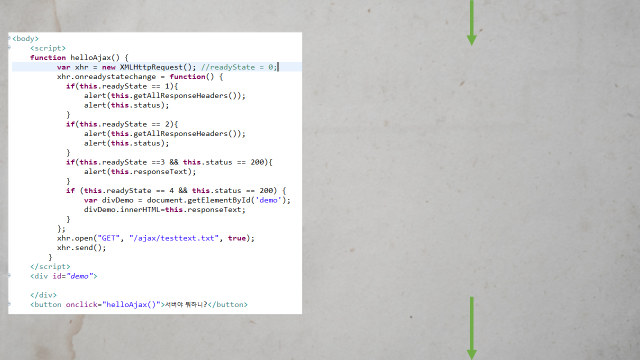 <body>
<script>
function helloAjax() {
var xhr = new XMLHttpRequest(); //readyState = 0;
xhr.onreadystatechange = function() {
if(this.readyState == 1){
alert(this.getAllResponseHeaders());
alert(this.status);
}
if(this.readyState == 2){
alert(this.getAllResponseHeaders());
alert(this.status);
}
if(this.readyState ==3 && this.status == 200){
alert(this.responseText);
}
if (this.readyState == 4 && this.status == 200) {
var divDemo = document.getElementById('demo');
divDemo.innerHTML=this.responseText;
}
};
xhr.open("GET", "/ajax/testtext.txt", true);
xhr.send();
}
</script>
<div id="demo">
</div>
<button onclick="helloAjax()">서버야 뭐하니?</button>